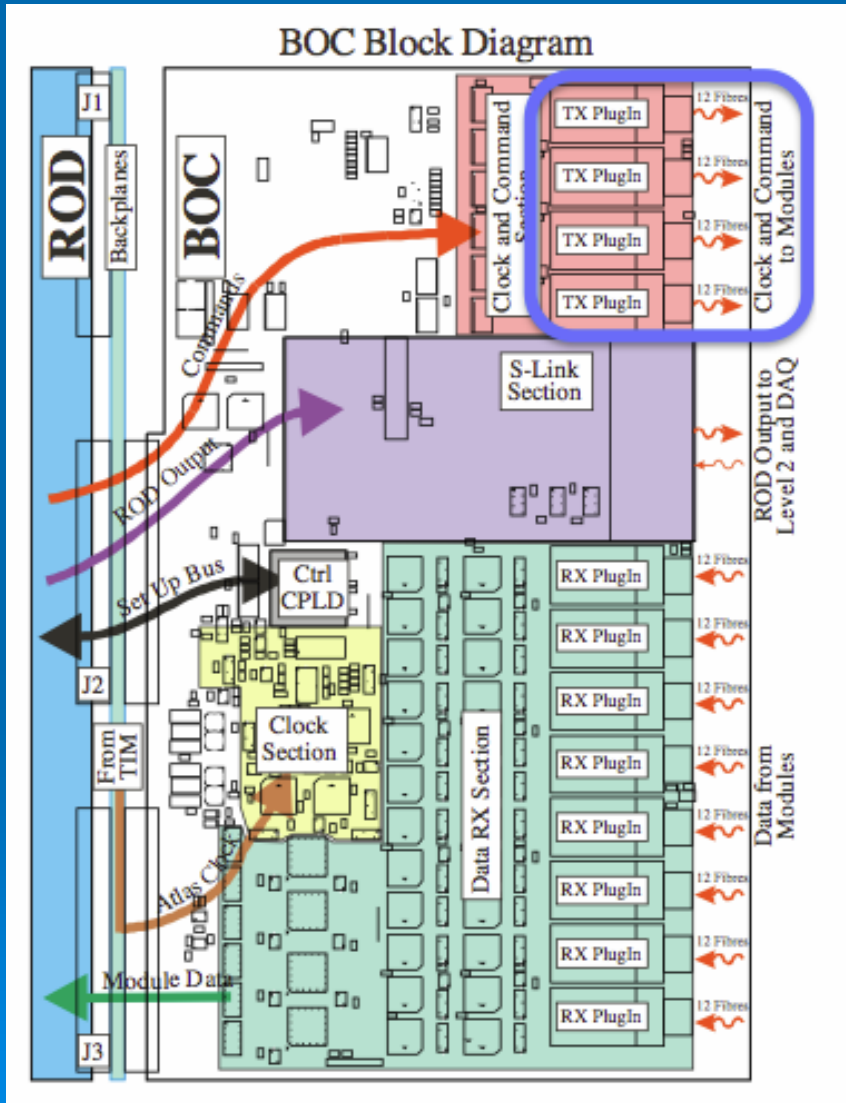 BOC Block Diagram
J1
ROD
Backplanes
BOC
Commands
ROD Output
Set Up Bus
J2
From
TIM
Atlas Clock
Module Data
J3
Clock and Command
Section
TX PlugIn
12 Fibres
TX PlugIn
12 Fibres
TX PlugIn
12 Fibres
TX PlugIn
12 Fibres
Clock and Command
to Modules
S-Link
Section
ROD Output to
Level 2 and DAQ
Ctrl
CPLD
Clock
Section
Data RX Section
RX PlugIn
12 Fibres
RX PlugIn
12 Fibres
RX PlugIn
12 Fibres
RX PlugIn
12 Fibres
RX PlugIn
12 Fibres
RX PlugIn
12 Fibres
RX PlugIn
12 Fibres
RX PlugIn
12 Fibres
Data from
Modules